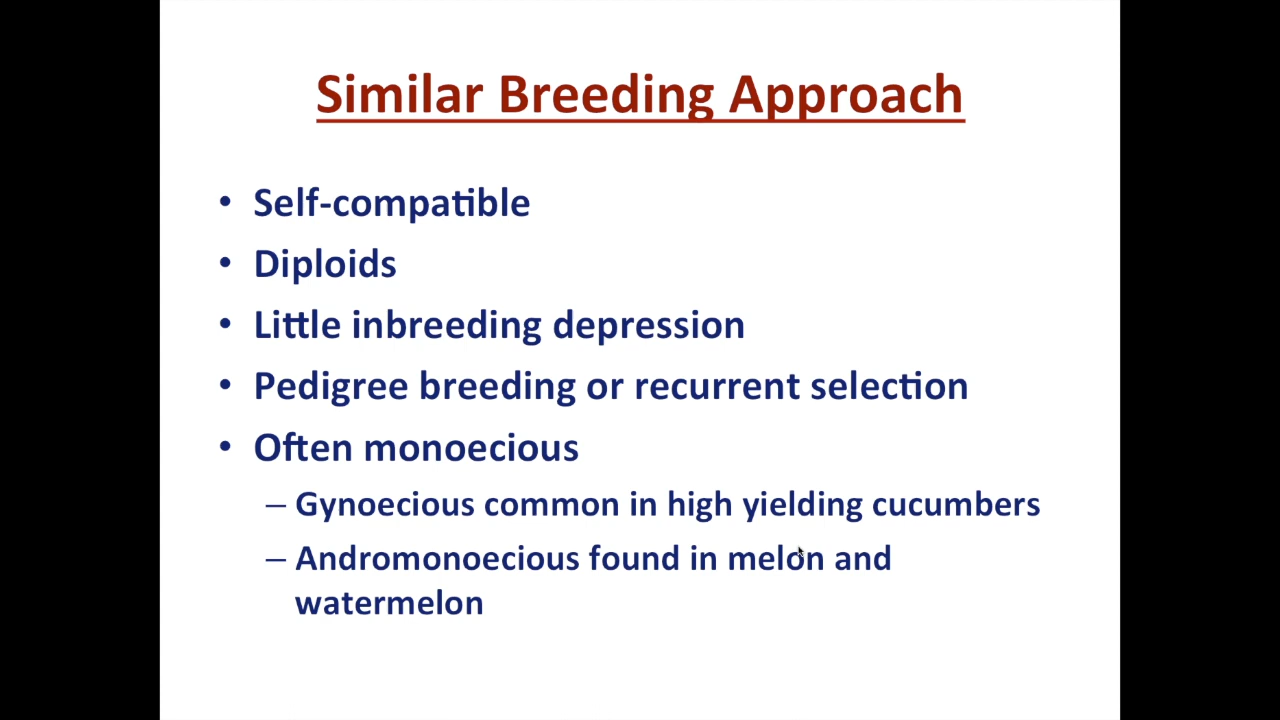 Similar Breeding Approach
• Self-compatible
• Diploids
• Little inbreeding depression
• Pedigree breeding or recurrent selection
• Often monoecious
– Gynoecious common in high yielding cucumbers
– Andromonoecious found in melon and
watermelon